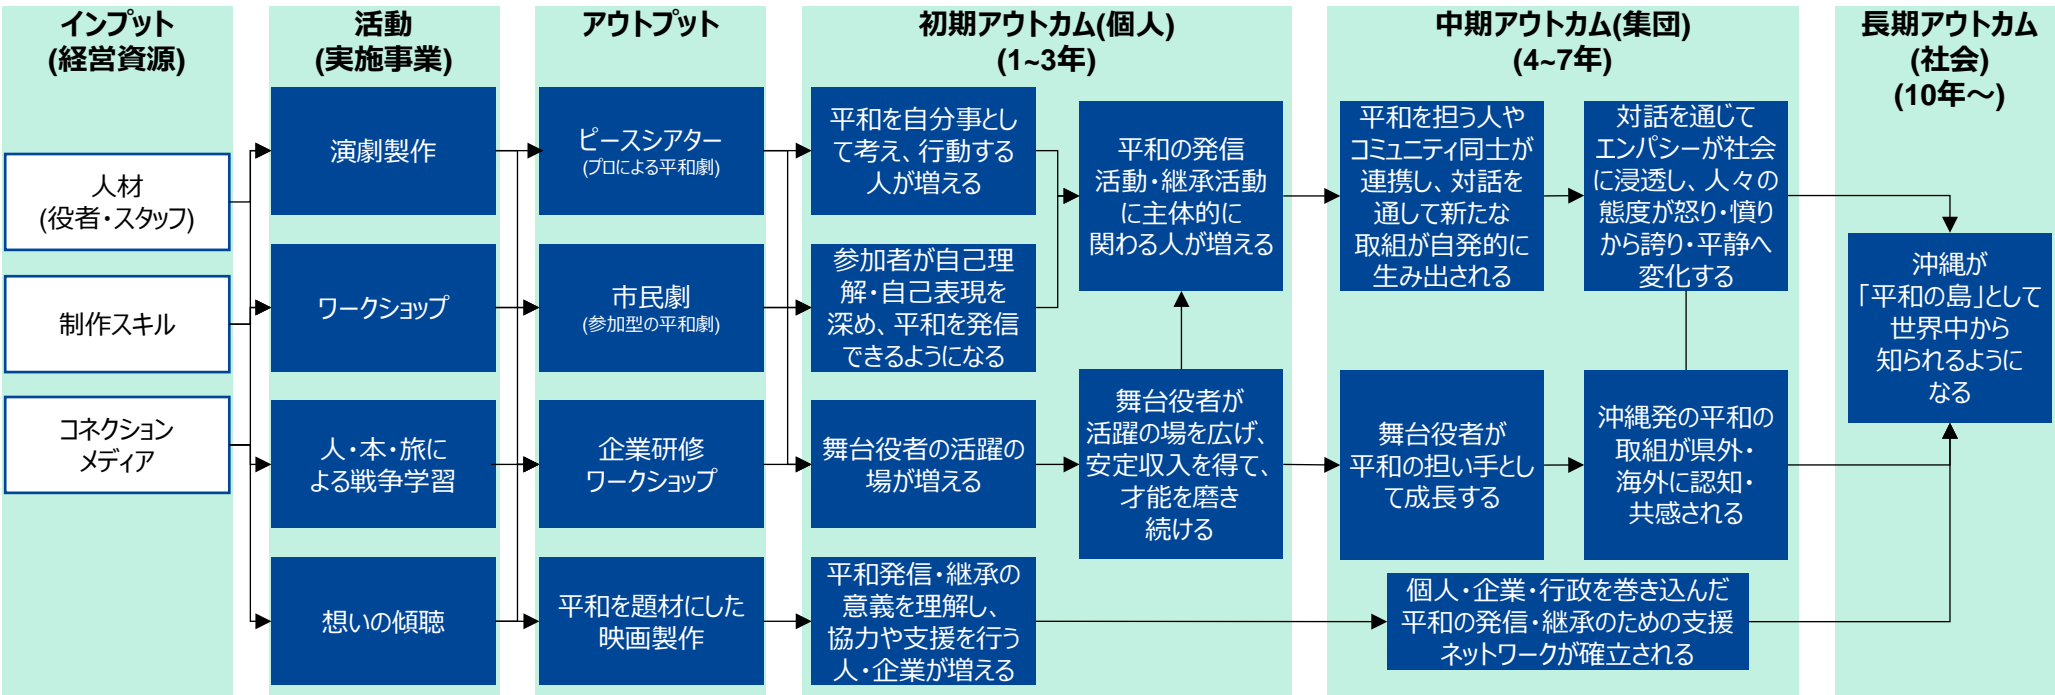 インプット
(経営資源)
人材
(役者・スタッフ)
制作スキル
コネクション
メディア
活動
(実施事業)
演劇製作
ワークショップ
人・本・旅に
よる戦争学習
想いの傾聴
アウトプット
ピースシアター
(プロによる平和劇)
市民劇
(参加型の平和劇)
企業研修
ワークショップ
平和を題材にした
映画製作
初期アウトカム(個人)
(1~3年)
平和を自分事とし
て考え、行動する
人が増える
参加者が自己理
解・自己表現を
深め、平和を発信
できるようになる
舞台役者の活躍の
場が増える
平和発信・継承の
意義を理解し、
協力や支援を行う
人・企業が増える
平和の発信
活動・継承活動
に主体的に
関わる人が増える
舞台役者が
活躍の場を広げ、
安定収入を得て、
才能を磨き
続ける
中期アウトカム(集団)
(4~7年)
平和を担う人や
コミュニティ同士が
連携し、対話を
通して新たな
取組が自発的に
生み出される
舞台役者が
平和の担い手とし
て成長する
対話を通じて
エンパシーが社会
に浸透し、人々の
態度が怒り・憤り
から誇り・平静へ
変化する
沖縄発の平和の
取組が県外・
海外に認知・
共感される
個人・企業・行政を巻き込んだ
平和の発信・継承のための支援
ネットワークが確立される
長期アウトカム
(社会)
(10年～)
沖縄が
「平和の島」として
世界中から
知られるように
なる